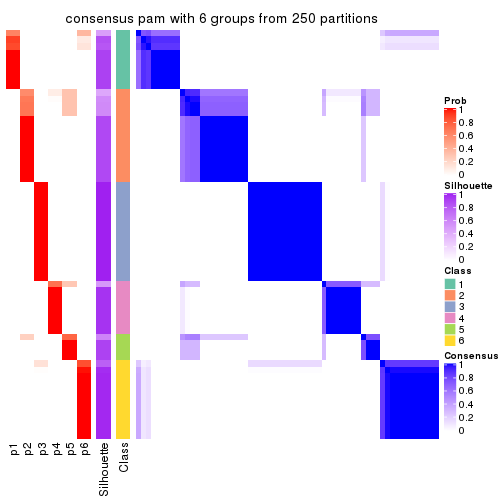 consensus pam with 6 groups from 250 partitions
p1
p2
p3
p4
p5
p6
Silhouette
Class
Prob
1
0.8
0.6
0.4
0.2
0
Silhouette
1
0.8
0.6
0.4
0.2
0
Class
1
2
3
4
5
6
Consensus
1
0.8
0.6
0.4
0.2
0